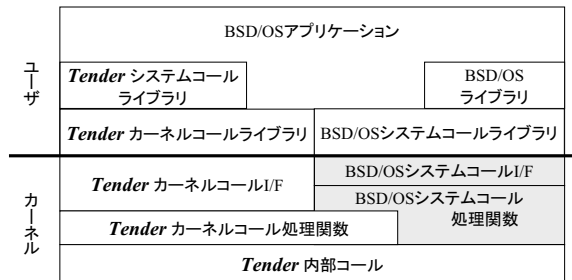 BSD/OSアプリケーション
ユーザ
Tender システムコール
ライブラリ
BSD/OS
ライブラリ
Tender カーネルコールライブラリ
BSD/OSシステムコールライブラリ
カーネル
Tender カーネルコールI/F
BSD/OSシステムコールI/F
BSD/OSシステムコール
処理関数
Tender カーネルコール処理関数
Tender 内部コール